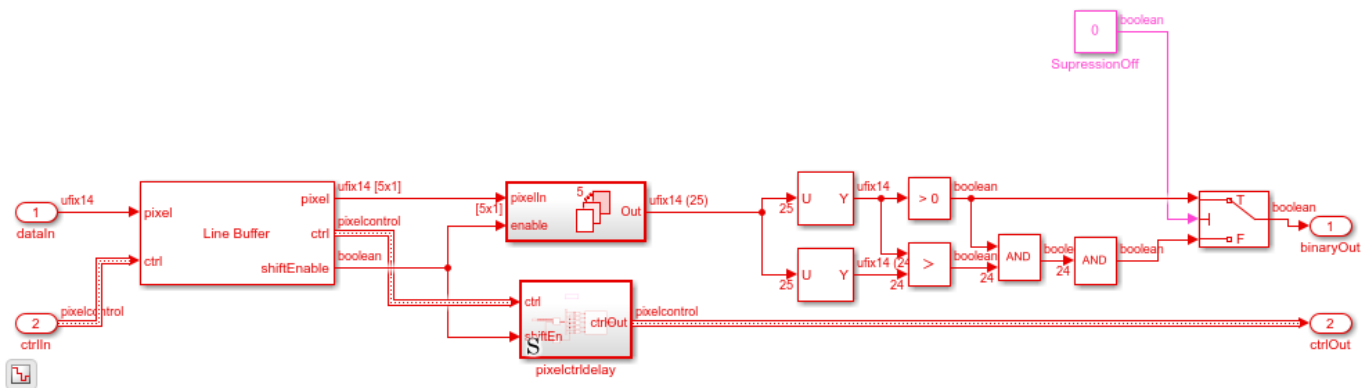 0
boolean
SupressionOff
1
dataIn
ufix14
2
ctrlIn
pixelcontrol
pixel
ctrl
Line Buffer
pixel
ctrl
shiftEnable
ufix14 [5x1]
pixelcontrol
boolean
[5x1]
pixelIn
enable
5
Out
ufix14 (25)
ctrl
shiftEn
S
ctrlOut
pixelctrldelay
pixelcontrol
25
U Y
ufix14
25
U Y
ufix14 (24
24
> 0
boolean
>
boolean
24
AND
boole
24
AND
boolean
T
F
boolean
1
binaryOut
2
ctrlOut